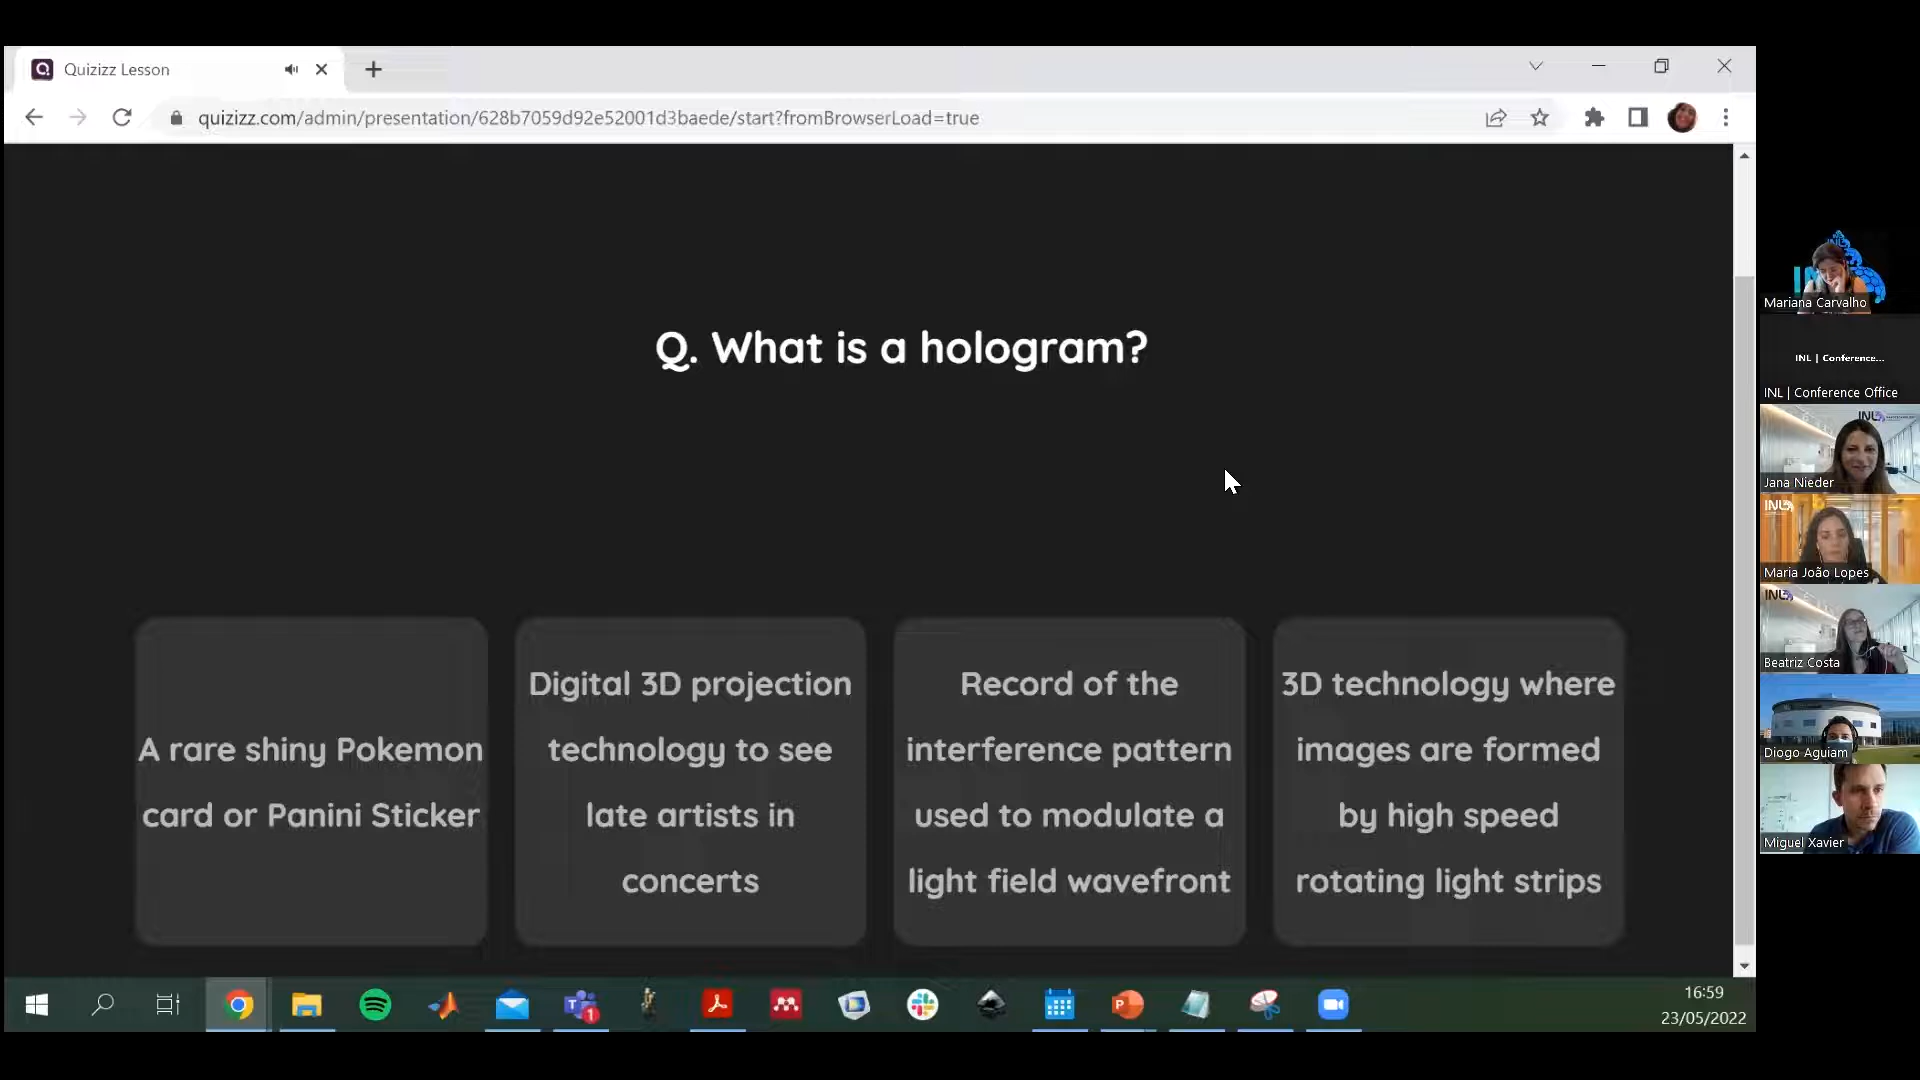 Quizizz Lesson
quizizz.com/admin/presentation/628b7059d92e52001d3baede/start?fromBrowserLoad=true
Q. What is a hologram?
A rare shiny Pokemon
card or Panini Sticker
Digital 3D projection
technology to see
late artists in
concerts
Record of the
interference pattern
used to modulate a
light field wavefront
3D technology where
images are formed
by high speed
rotating light strips
Mariana Carvalho
INL | Conference...
INL | Conference Office
INL
Jana Nieder
INL
Maria João Lopes
INL
Beatriz Costa
Diogo Aguiam
Miguel Xavier
1
16:59
23/05/2022